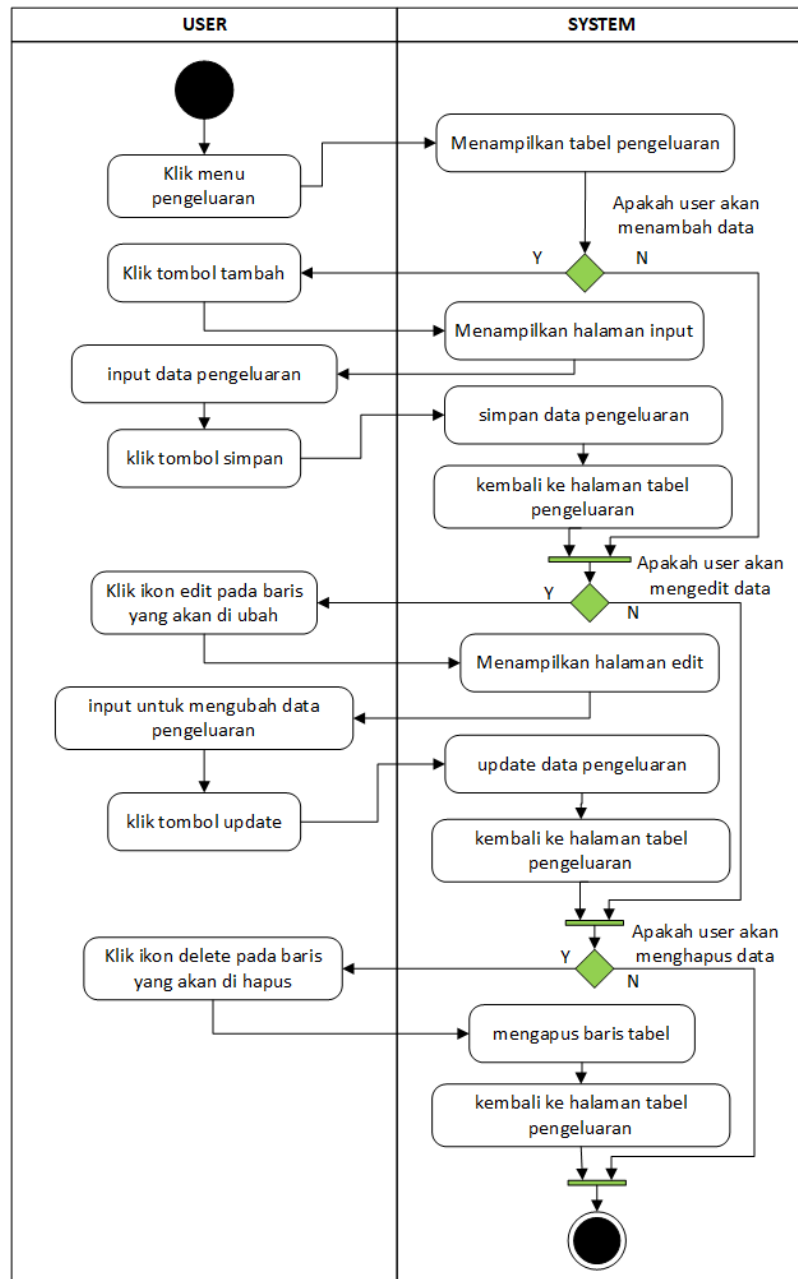 USER
SYSTEM
Menampilkan tabel pengeluaran
Klik menu
pengeluaran
Apakah user akan
menambah data
Y
N
Klik tombol tambah
Menampilkan halaman input
input data pengeluaran
simpan data pengeluaran
klik tombol simpan
kembali ke halaman tabel
pengeluaran
Apakah user akan
mengedit data
Klik ikon edit pada baris
yang akan di ubah
Y
N
Menampilkan halaman edit
input untuk mengubah data
pengeluaran
update data pengeluaran
klik tombol update
kembali ke halaman tabel
pengeluaran
Apakah user akan
menghapus data
Klik ikon delete pada baris
yang akan di hapus
Y
N
mengapus baris tabel
kembali ke halaman tabel
pengeluaran